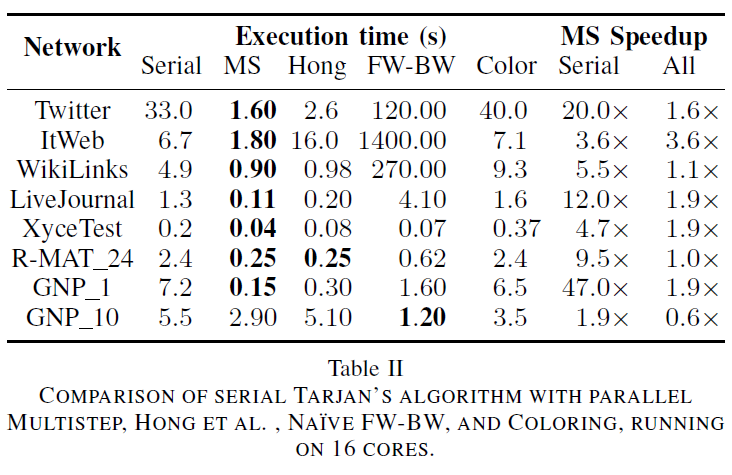 Network Execution time (s) MS Speedup
Serial MS Hong FW-BW Color Serial All
Twitter 33.0 1.60 2.6 120.00 40.0 20.0× 1.6×
ItWeb 6.7 1.80 16.0 1400.00 7.1 3.6× 3.6×
WikiLinks 4.9 0.90 0.98 270.00 9.3 5.5× 1.1×
LiveJournal 1.3 0.11 0.20 4.10 1.6 12.0× 1.9×
XyceTest 0.2 0.04 0.08 0.07 0.37 4.7× 1.9×
R-MAT_24 2.4 0.25 0.25 0.62 2.4 9.5× 1.0×
GNP_1 7.2 0.15 0.30 1.60 6.5 47.0× 1.9×
GNP_10 5.5 2.90 5.10 1.20 3.5 1.9× 0.6×
Table II
COMPARISON OF SERIAL TARJAN'S ALGORITHM WITH PARALLEL
MULTISTEP, HONG ET AL. , NAÏVE FW-BW, AND COLORING, RUNNING
ON 16 CORES.